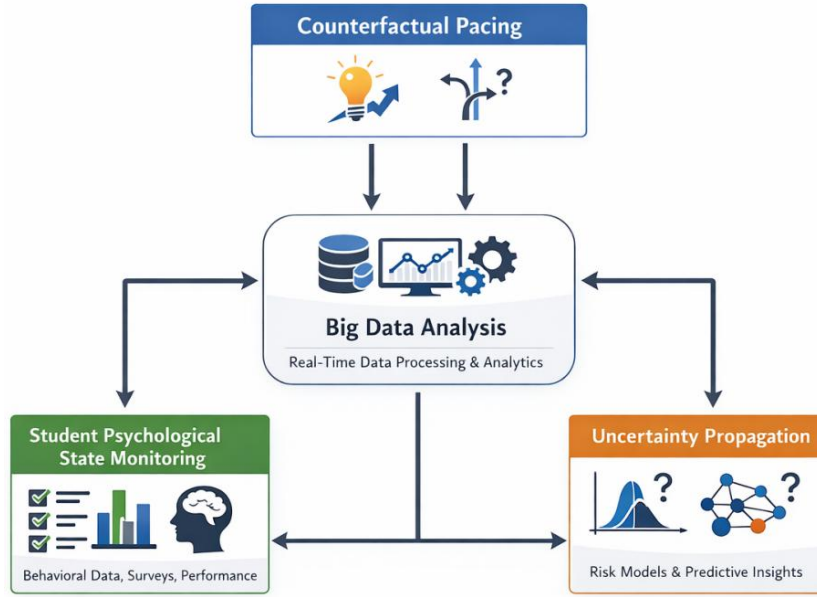 Counterfactual Pacing
?
Big Data Analysis
Real-Time Data Processing & Analytics
Student Psychological
State Monitoring
Behavioral Data, Surveys, Performance
Uncertainty Propagation
? ?
Risk Models & Predictive Insights